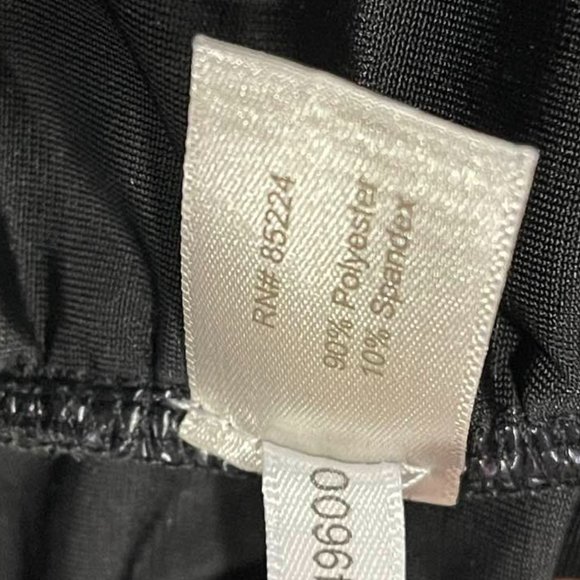 RN# 85224
90% Polyester
10% Spandex
49600